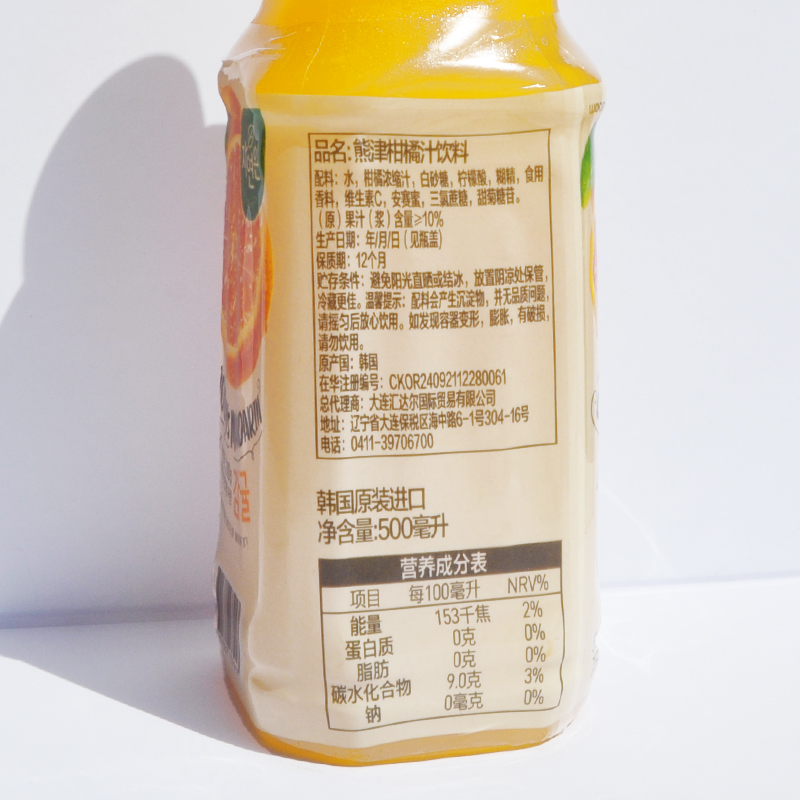 品名: 熊津柑橘汁饮料
配料: 水, 柑橘浓缩汁, 白砂糖, 柠檬酸, 糊精, 食用
香料, 维生素C, 安赛蜜, 三氯蔗糖, 甜菊糖苷。
(原)果汁(浆)含量≥10%
生产日期: 年/月/日(见瓶盖)
保质期: 12个月
贮存条件: 避免阳光直晒或结冰, 放置阴凉处保管,
冷藏更佳。温馨提示: 配料会产生沉淀物, 并无品质问题,
请摇匀后放心饮用。如发现容器变形, 膨胀, 有破损,
请勿饮用。
原产国: 韩国
在华注册编号: CKOR24092112280061
总代理商: 大连汇达尔国际贸易有限公司
地址: 辽宁省大连保税区海中路6-1号304-16号
电话: 0411-39706700
韩国原装进口
净含量:500毫升
营养成分表
项目 每100毫升 NRV%
能量 153千焦 2%
蛋白质 0克 0%
脂肪 0克 0%
碳水化合物 9.0克 3%
钠 0毫克 0%
감귤